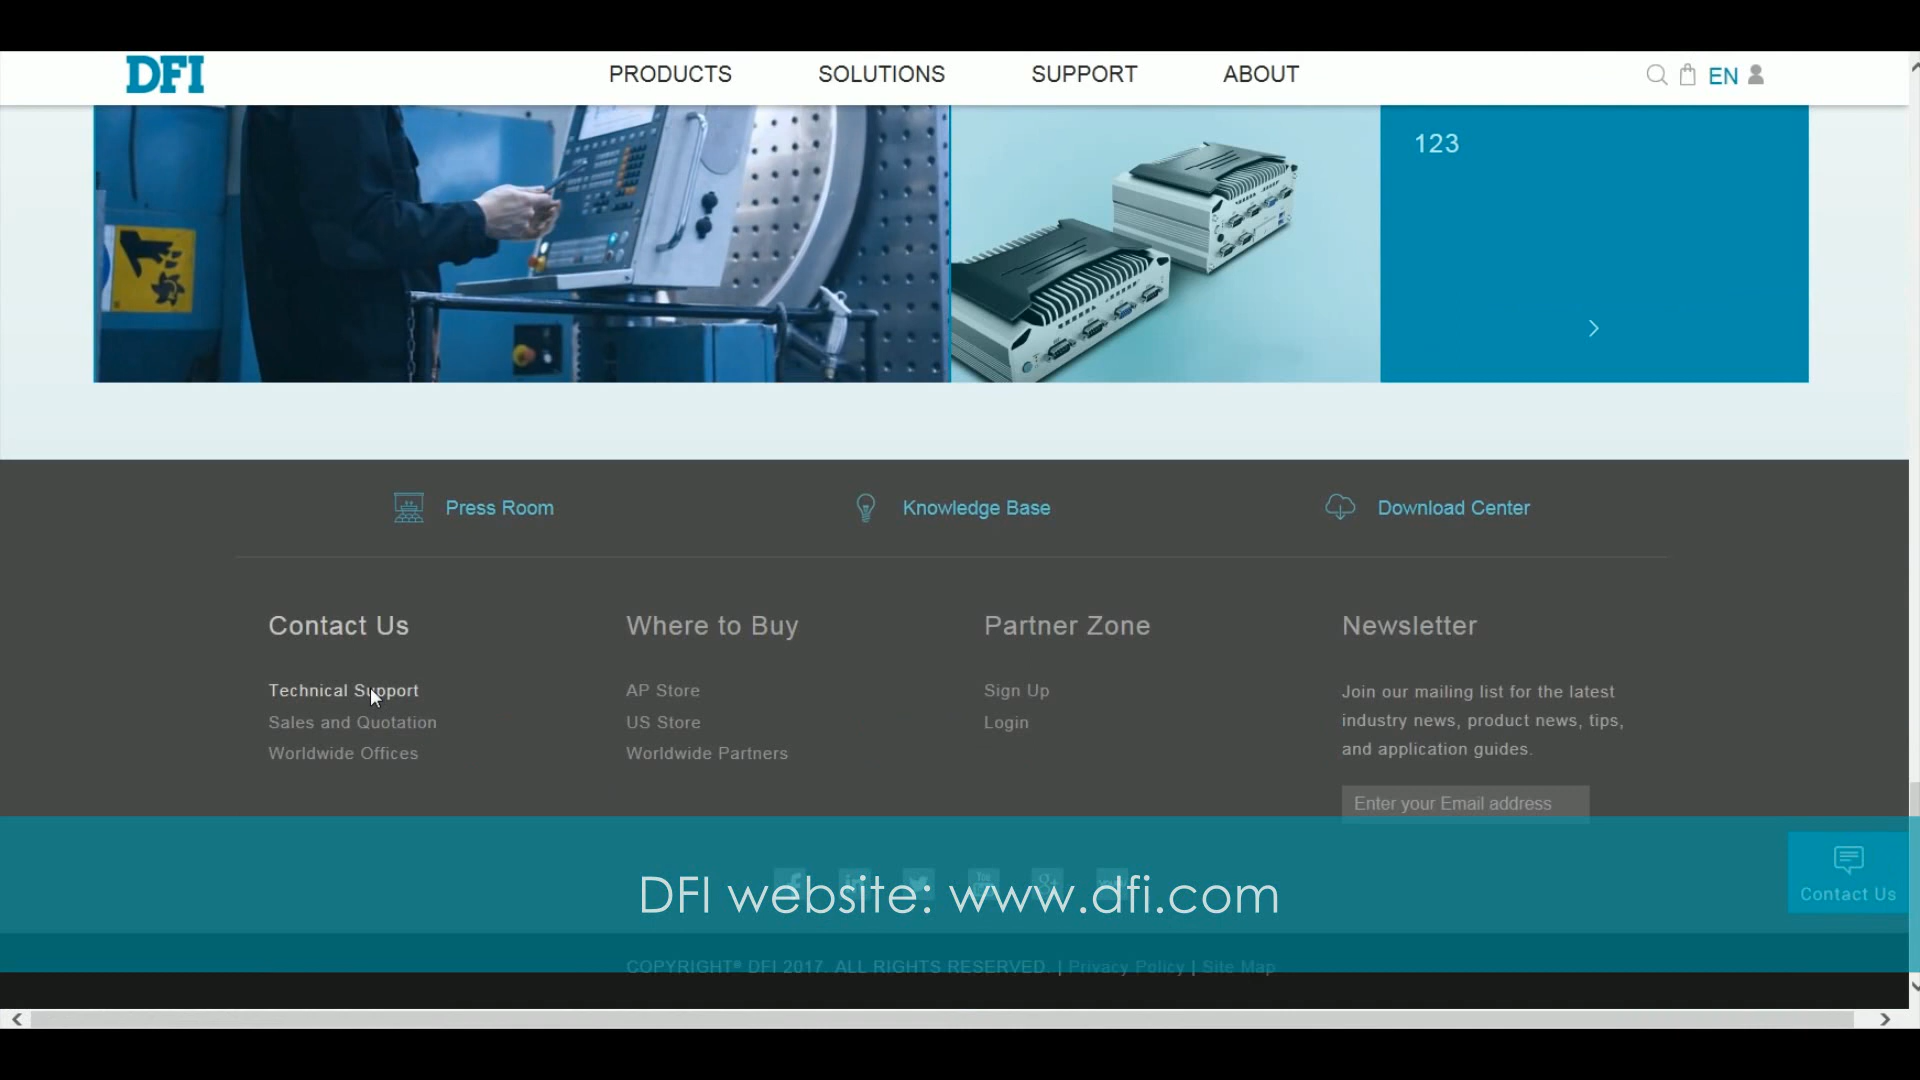 DFI
PRODUCTS
SOLUTIONS
SUPPORT
ABOUT
EN
123
Press Room
Knowledge Base
Download Center
Contact Us
Technical Support
Sales and Quotation
Worldwide Offices
Where to Buy
AP Store
US Store
Worldwide Partners
Partner Zone
Sign Up
Login
Newsletter
Join our mailing list for the latest
industry news, product news, tips,
and application guides.
Enter your Email address
DFI website: www.dfi.com
Contact Us
COPYRIGHT® DFI 2017. ALL RIGHTS RESERVED. | Privacy Policy | Site Map